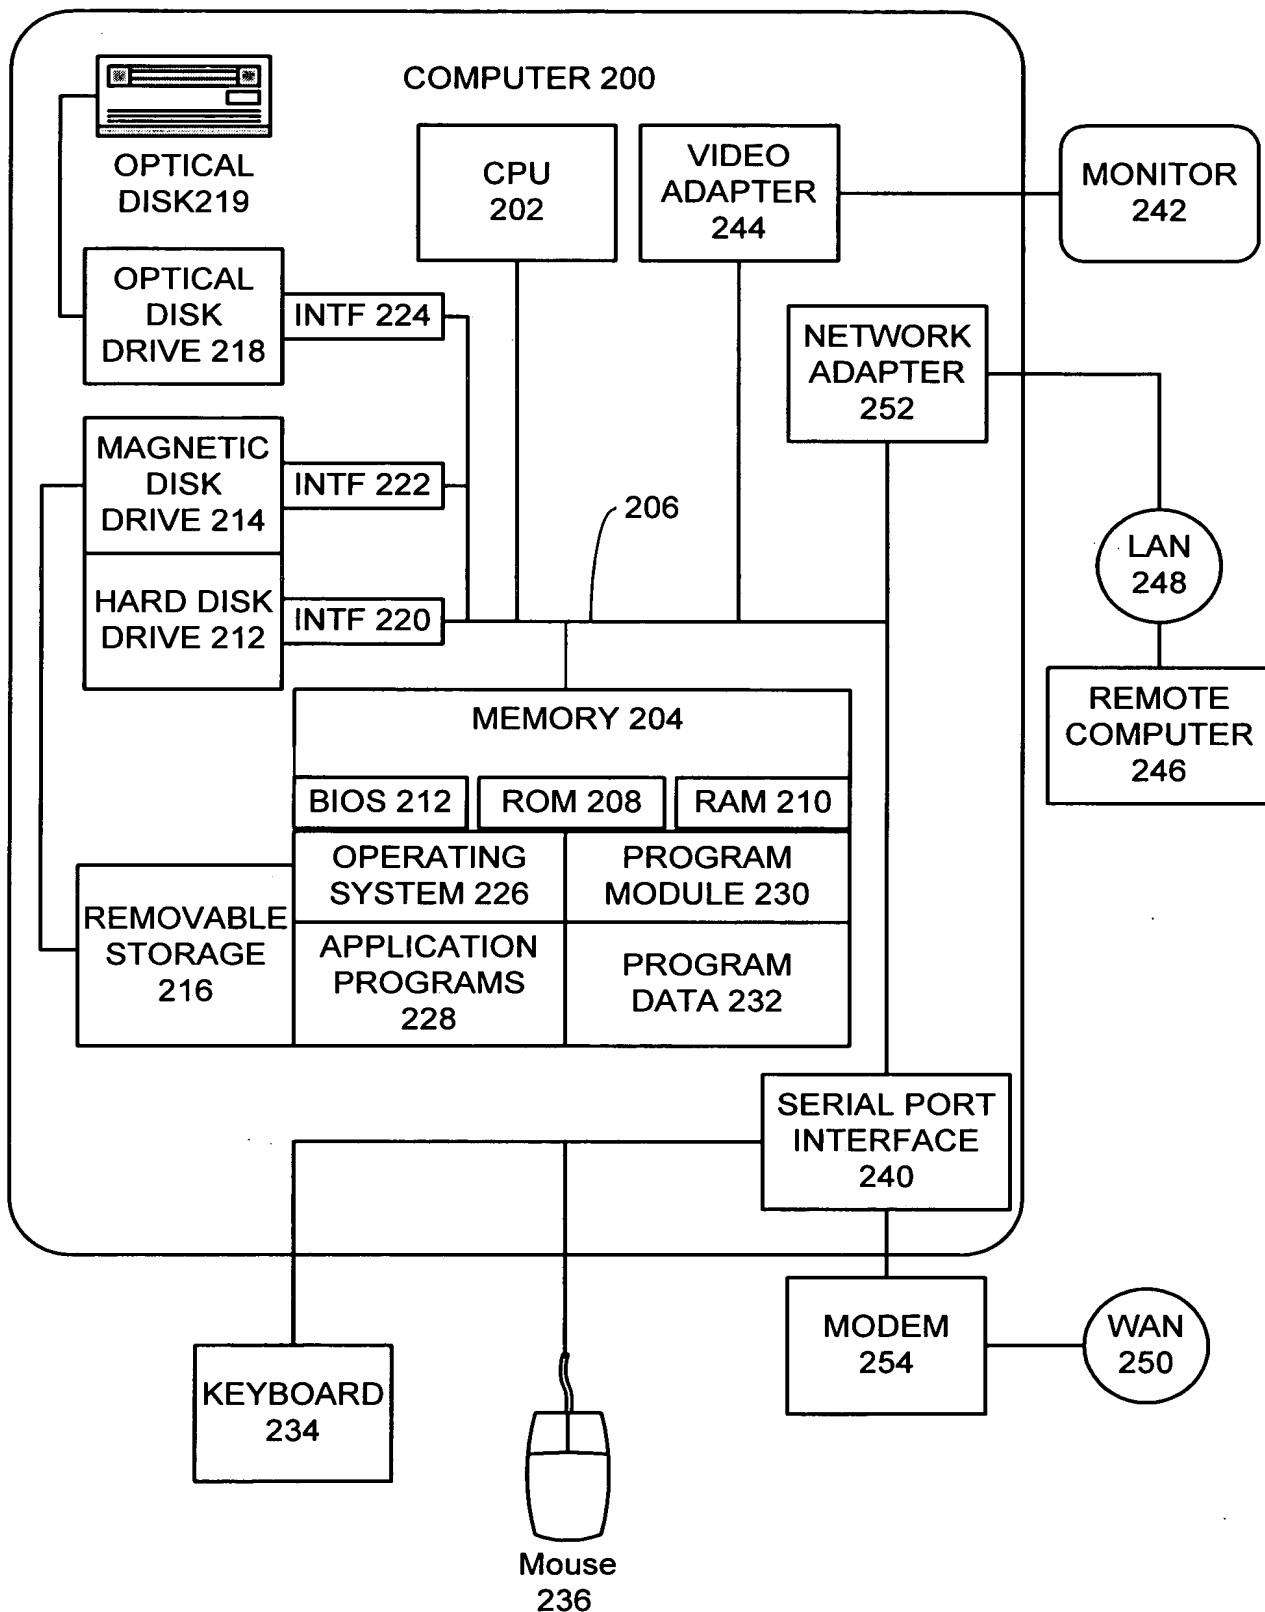 COMPUTER 200
OPTICAL
DISK219
CPU
202
VIDEO
ADAPTER
244
MONITOR
242
OPTICAL
DISK
DRIVE 218
INTF 224
NETWORK
ADAPTER
252
MAGNETIC
DISK
DRIVE 214
INTF 222
206
LAN
248
HARD DISK
DRIVE 212
INTF 220
REMOTE
COMPUTER
246
MEMORY 204
BIOS 212
ROM 208
RAM 210
OPERATING
SYSTEM 226
PROGRAM
MODULE 230
REMOVABLE
STORAGE
216
APPLICATION
PROGRAMS
228
PROGRAM
DATA 232
SERIAL PORT
INTERFACE
240
MODEM
254
WAN
250
KEYBOARD
234
Mouse
236